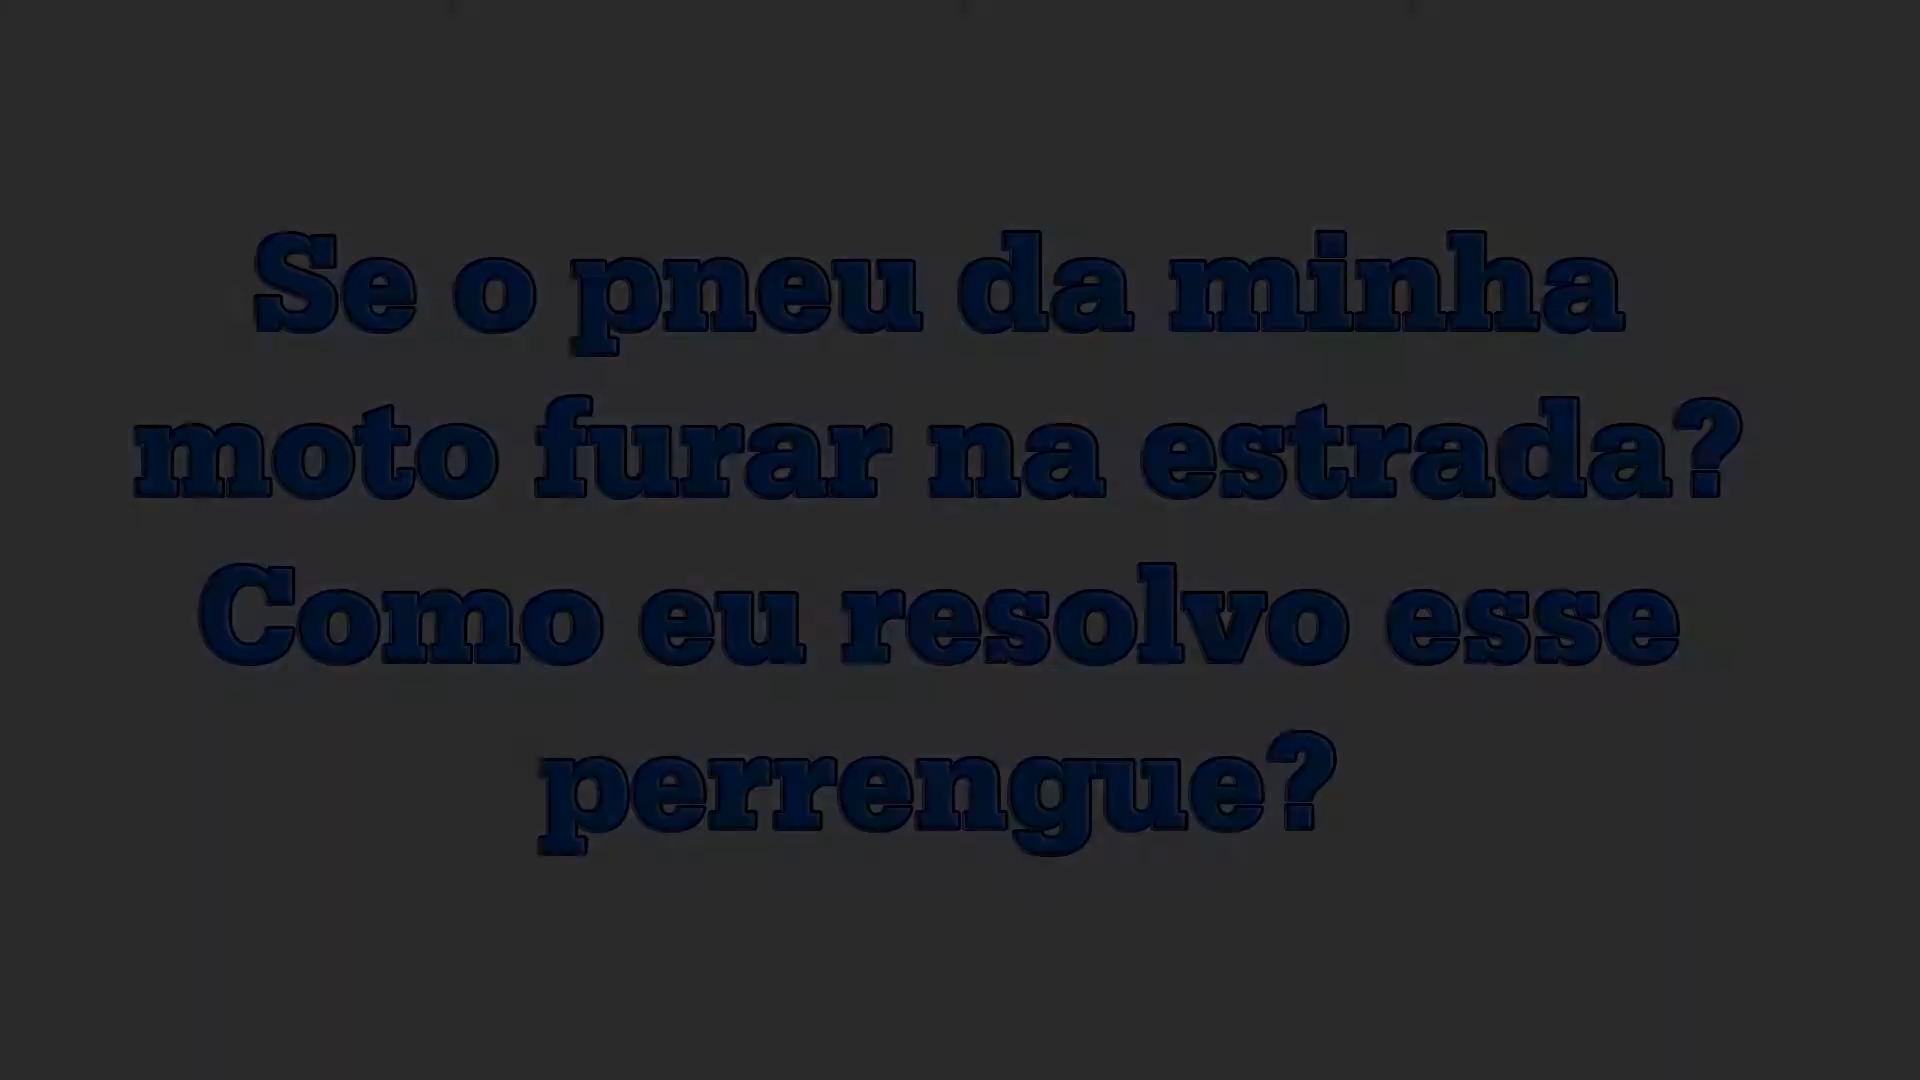 Se o pneu da minha
moto furar na estrada?
Como eu resolvo esse
perrengue?